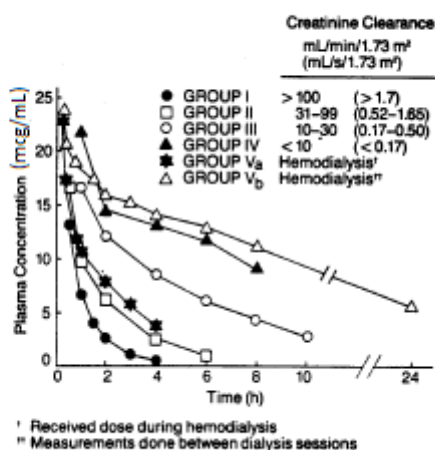 Creatinine Clearance
mL/min/1.73 m²
(mL/s/1.73 m²)
GROUP I >100 (>1.7)
GROUP II 31–99 (0.52–1.65)
GROUP III 10–30 (0.17–0.50)
GROUP IV <10 (<0.17)
GROUP Va Hemodialysis†
GROUP Vb Hemodialysis††
Plasma Concentration (mcg/mL)
25
20
15
10
5
0
0 2 4 6 8 10 24
Time (h)
† Received dose during hemodialysis
†† Measurements done between dialysis sessions